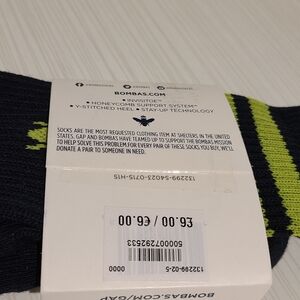 BOMBAS.COM
• INVISITOE™
• HONEYCOMB SUPPORT SYSTEM™
• Y-STITCHED HEEL • STAY-UP TECHNOLOGY
SOCKS ARE THE MOST REQUESTED CLOTHING ITEM AT SHELTERS IN THE UNITED
STATES. GAP AND BOMBAS HAVE TEAMED UP TO SUPPORT THE BOMBAS MISSION
TO HELP SOLVE THIS PROBLEM. FOR EVERY PAIR OF THESE SOCKS YOU BUY, WE'LL
DONATE A PAIR TO SOMEONE IN NEED.
132299-54023-0715-H15
£6.00 / €6.00
5000072922633
132299-02-5
0000
BOMBAS.COM/GAP